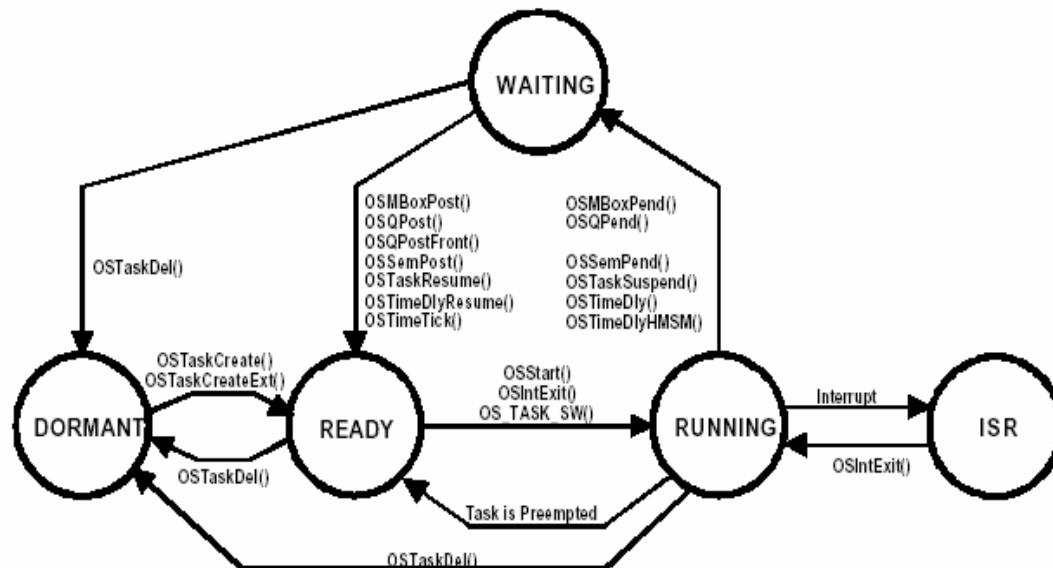 WAITING
OSMBoxPost()
OSQPost()
OSQPostFront()
OSSemPost()
OSTaskResume()
OSTimeDlyResume()
OSTimeTick()
OSMBoxPend()
OSQPend()
OSSemPend()
OSTaskSuspend()
OSTimeDly()
OSTimeDlyHMSM()
OSTaskDel()
OSTaskCreate()
OSTaskCreateExt()
OSStart()
OSIntExit()
OS_TASK_SW()
Interrupt
DORMANT
READY
RUNNING
ISR
OSIntExit()
OSTaskDel()
Task is Preempted
OSTaskDel()